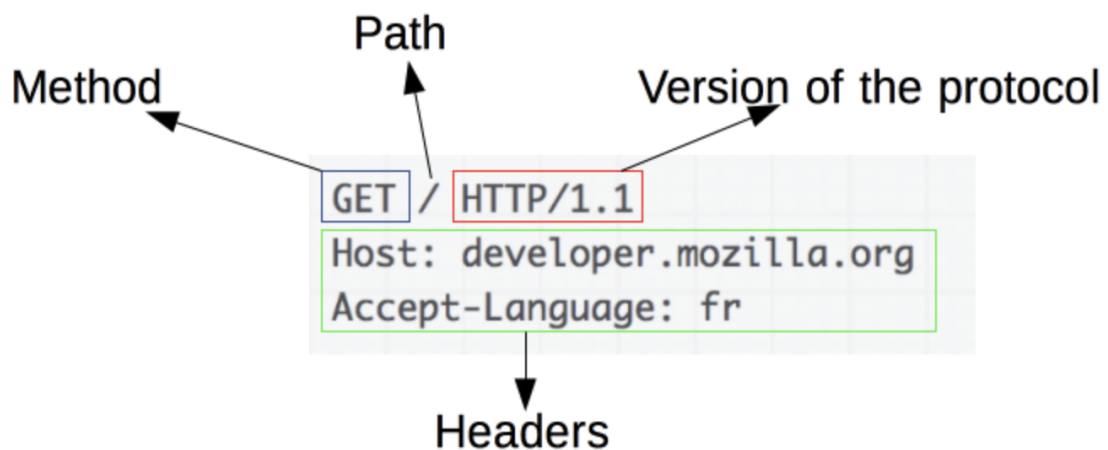 Path
Method
Version of the protocol
GET / HTTP/1.1
Host: developer.mozilla.org
Accept-Language: fr
Headers